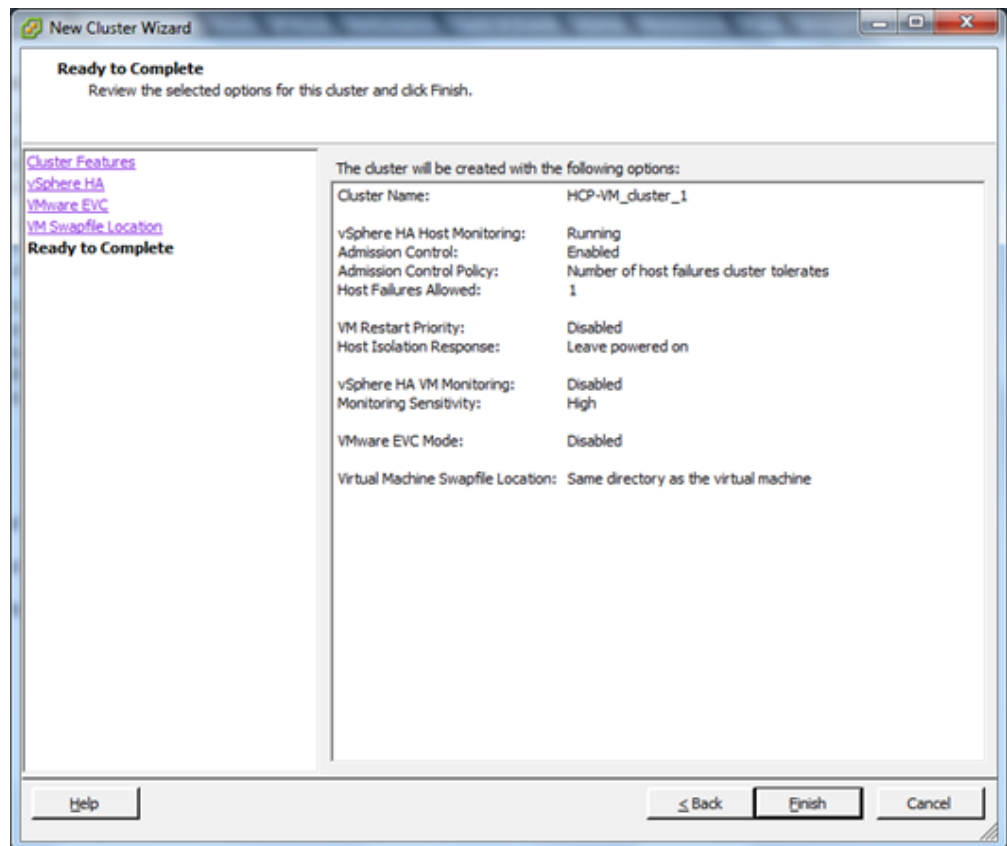 New Cluster Wizard
Ready to Complete
Review the selected options for this cluster and click Finish.
Cluster Features
vSphere HA
VMware EVC
VM Swapfile Location
Ready to Complete
The cluster will be created with the following options:
Cluster Name: HCP-VM_cluster_1
vSphere HA Host Monitoring: Running
Admission Control: Enabled
Admission Control Policy: Number of host failures cluster tolerates
Host Failures Allowed: 1
VM Restart Priority: Disabled
Host Isolation Response: Leave powered on
vSphere HA VM Monitoring: Disabled
Monitoring Sensitivity: High
VMware EVC Mode: Disabled
Virtual Machine Swapfile Location: Same directory as the virtual machine
Help
< Back
Finish
Cancel